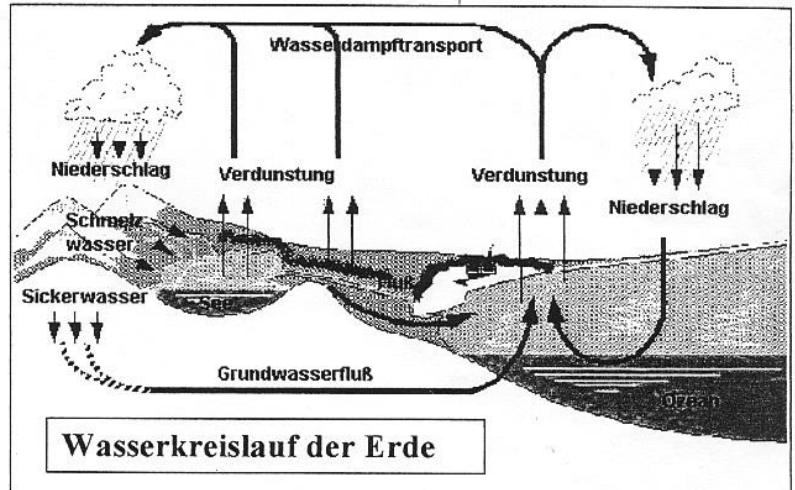 Wasserdampftransport
Niederschlag
Verdunstung
Verdunstung
Niederschlag
Schmelz
wasser
Fluß
Sickerwasser
See
Grundwasserfluß
Ozean
Wasserkreislauf der Erde